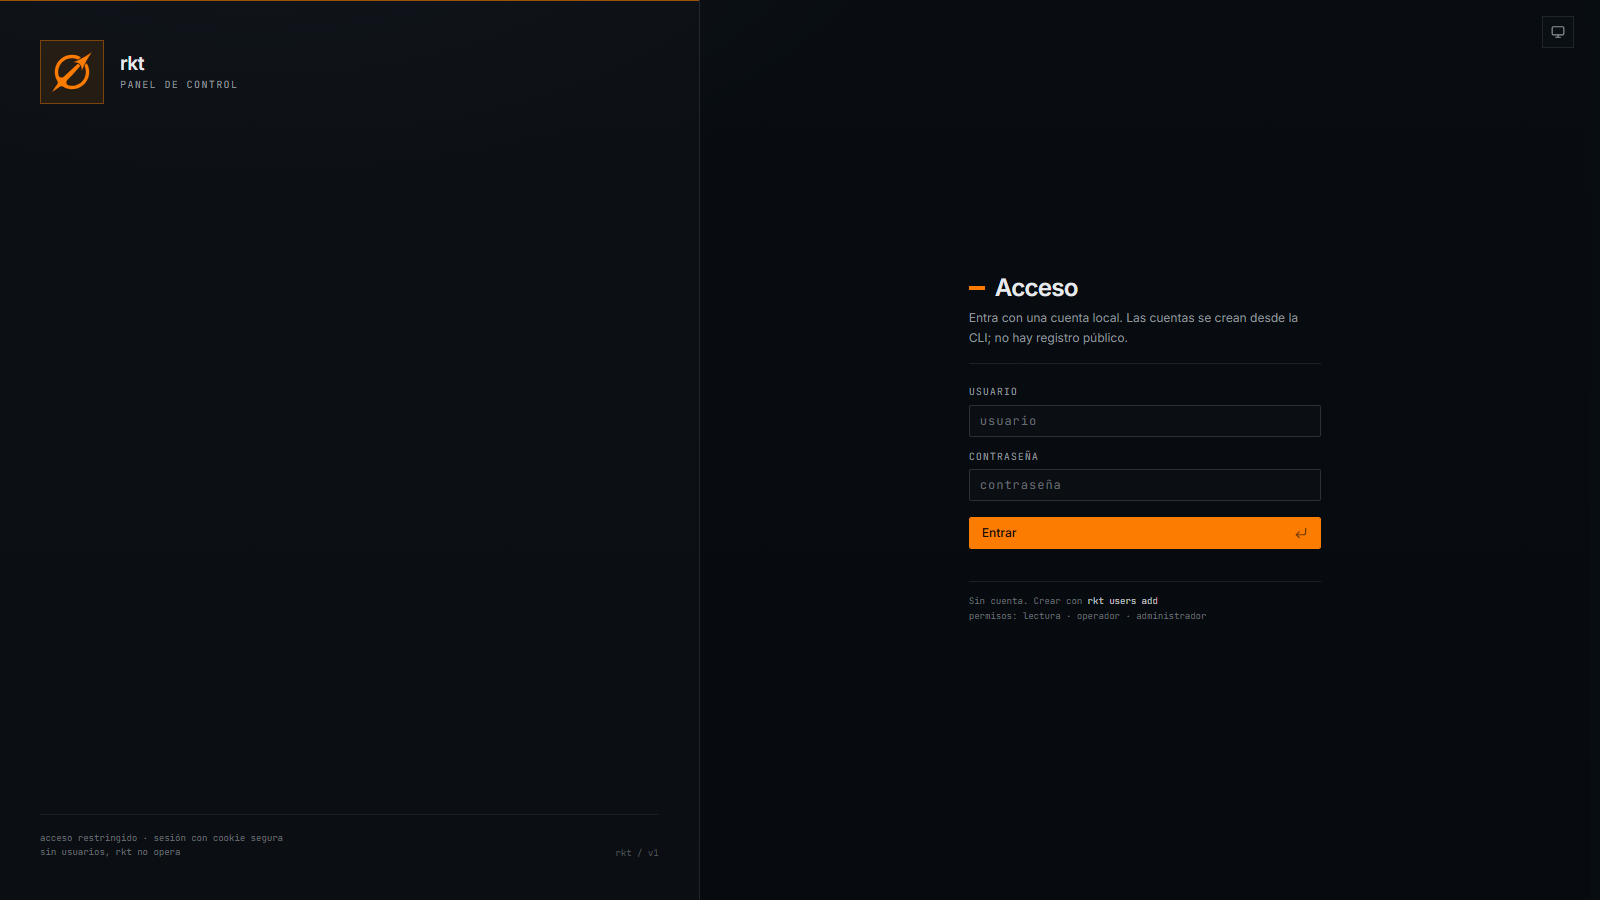 rkt
PANEL DE CONTROL
Acceso
Entra con una cuenta local. Las cuentas se crean desde la
CLI; no hay registro público.
USUARIO
usuario
CONTRASEÑA
contraseña
Entrar
Sin cuenta. Crear con rkt users add
permisos: lectura · operador · administrador
acceso restringido · sesión con cookie segura
sin usuarios, rkt no opera
rkt / v1